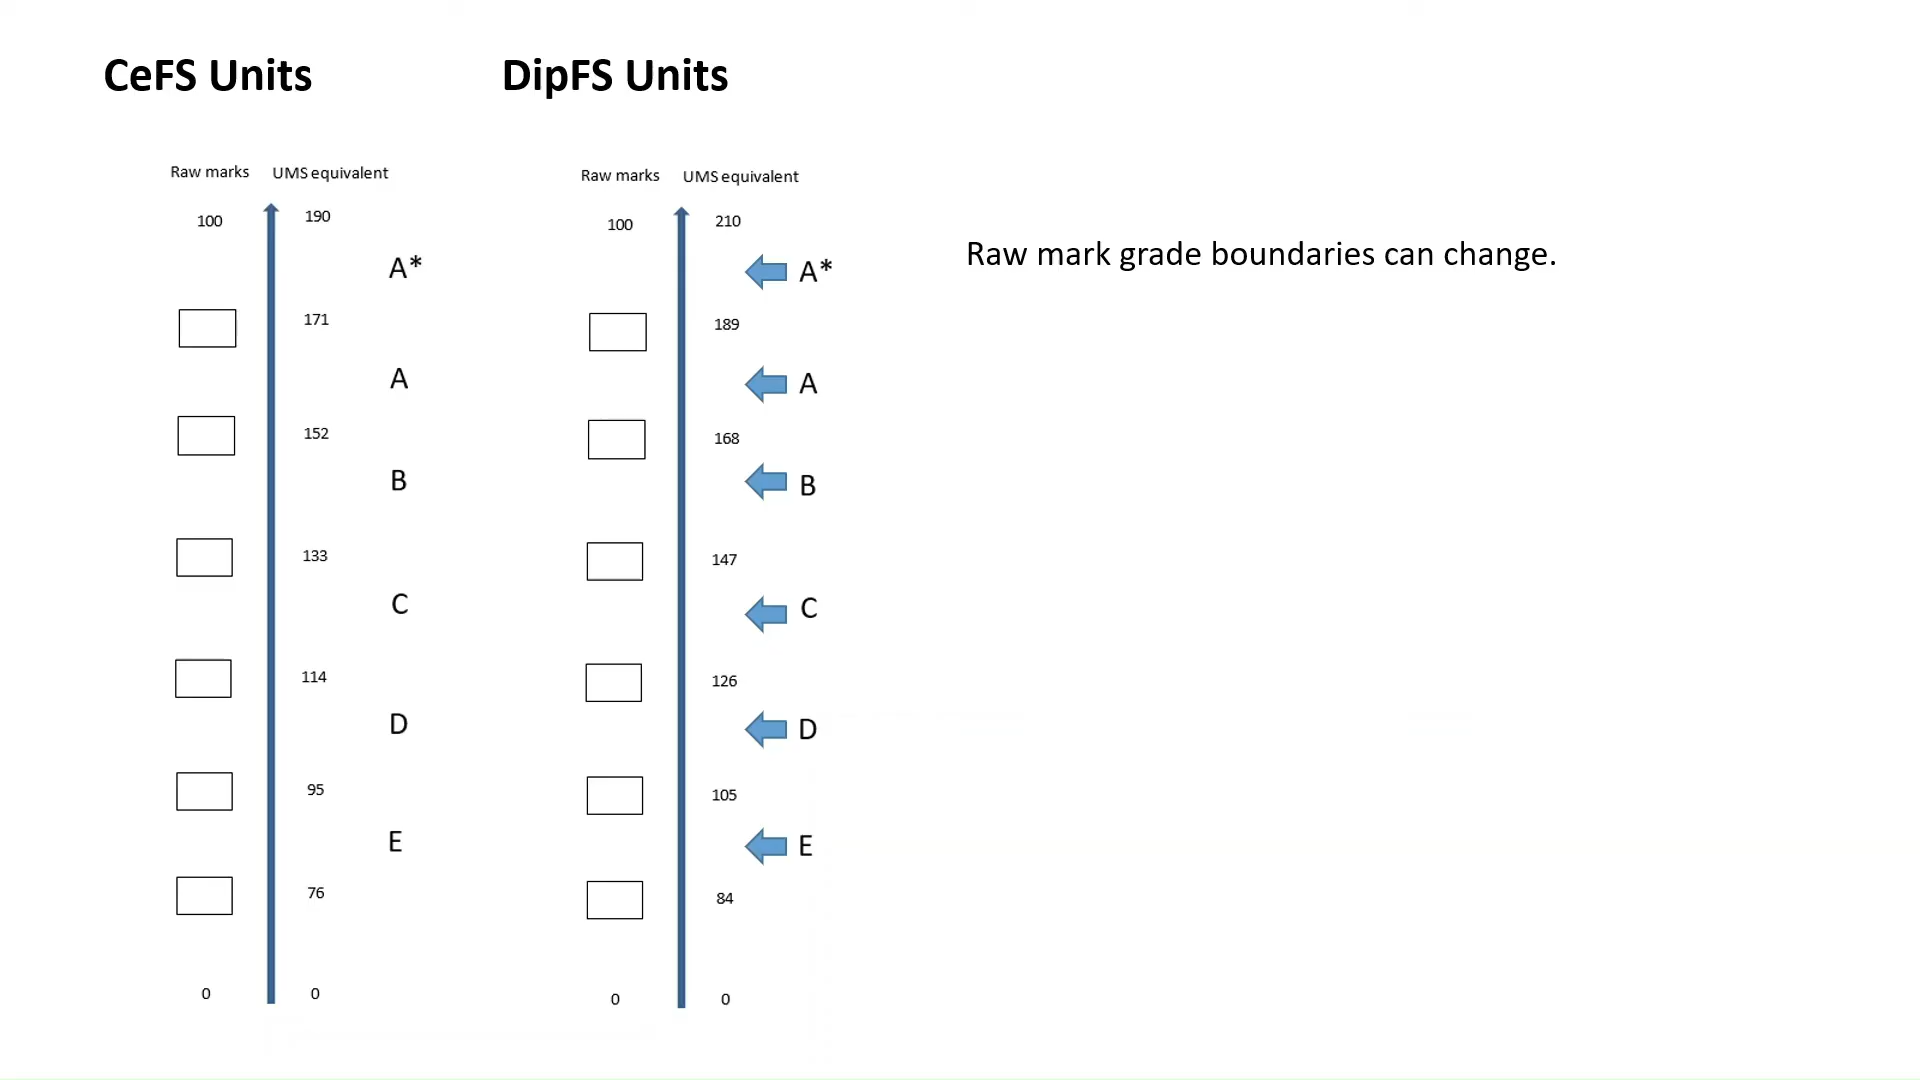 CeFS Units
Raw marks UMS equivalent
100 190
A*
171
A
152
B
133
C
114
D
95
E
76
0 0
DipFS Units
Raw marks UMS equivalent
100 210
A*
189
A
168
B
147
C
126
D
105
E
84
0 0
Raw mark grade boundaries can change.